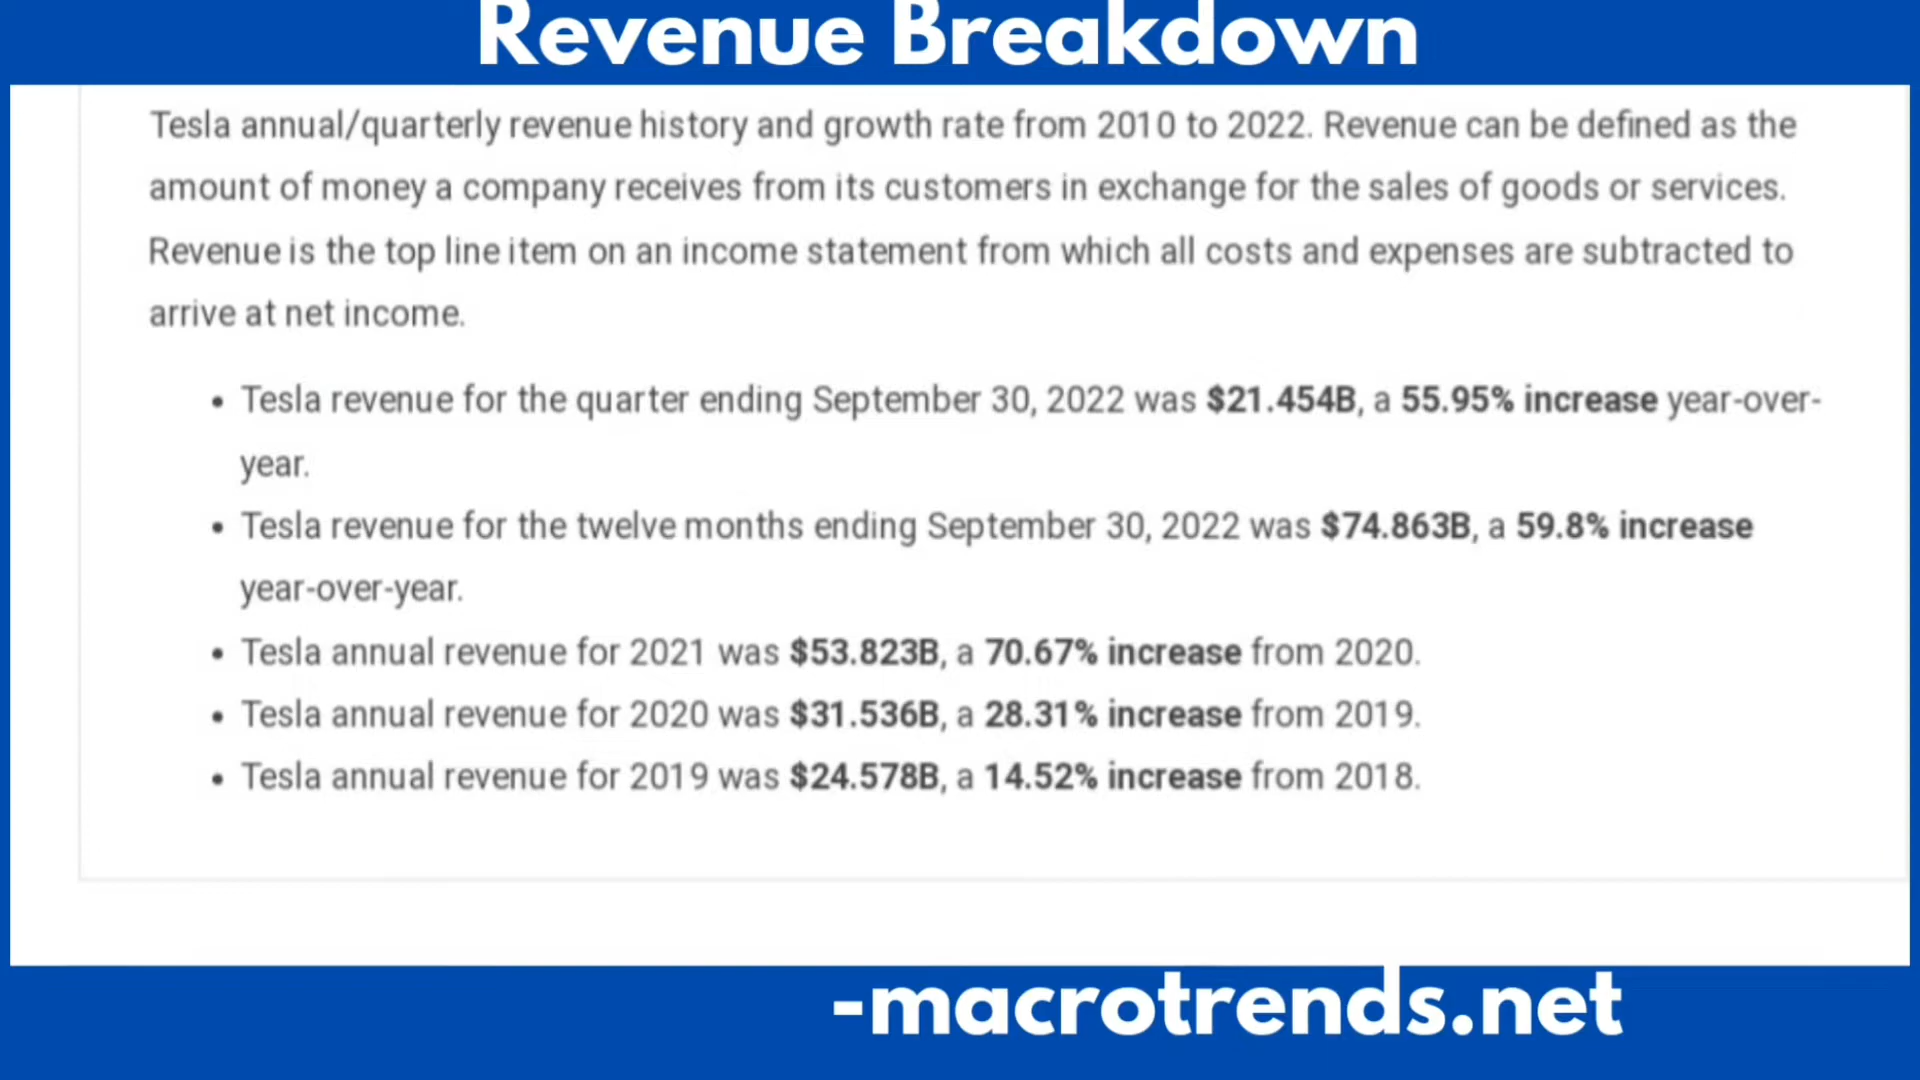 Revenue Breakdown
Tesla annual/quarterly revenue history and growth rate from 2010 to 2022. Revenue can be defined as the
amount of money a company receives from its customers in exchange for the sales of goods or services.
Revenue is the top line item on an income statement from which all costs and expenses are subtracted to
arrive at net income.
• Tesla revenue for the quarter ending September 30, 2022 was $21.454B, a 55.95% increase year-over-
year.
• Tesla revenue for the twelve months ending September 30, 2022 was $74.863B, a 59.8% increase
year-over-year.
• Tesla annual revenue for 2021 was $53.823B, a 70.67% increase from 2020.
• Tesla annual revenue for 2020 was $31.536B, a 28.31% increase from 2019.
• Tesla annual revenue for 2019 was $24.578B, a 14.52% increase from 2018.
-macrotrends.net